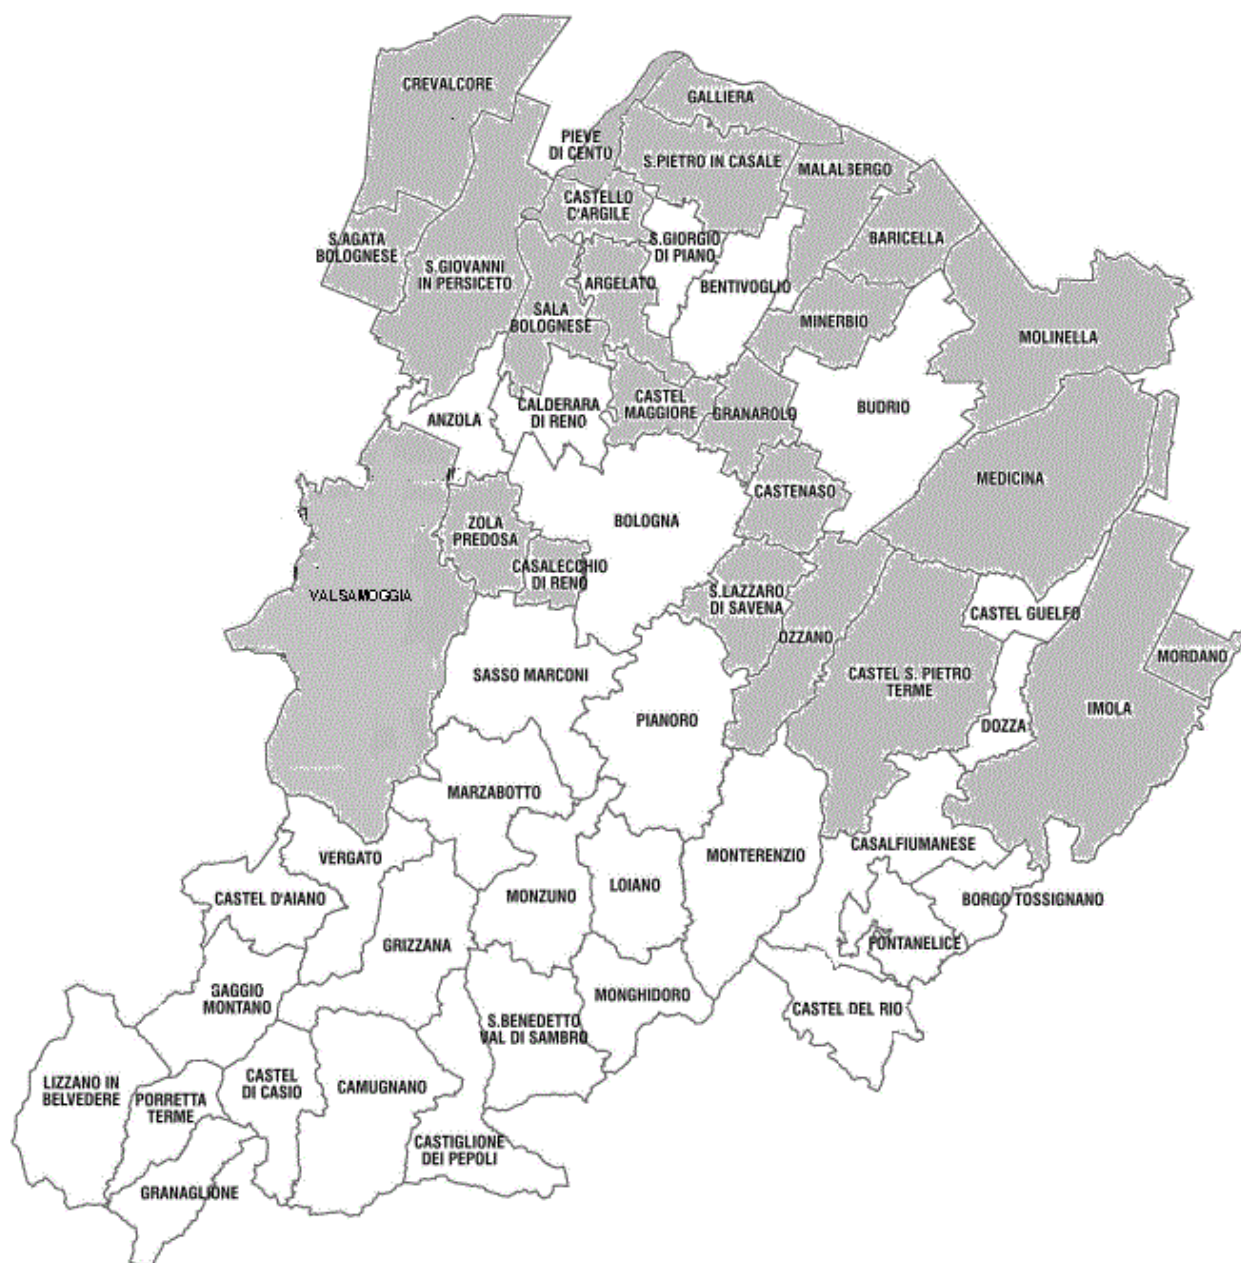 CREVALCORE
GALLIERA
PIEVE
DI CENTO
S.PIETRO IN CASALE
MALALBERGO
CASTELLO
C'ARGILE
S.AGATA
BOLOGNESE
S.GIOVANNI
IN PERSICETO
S.GIORGIO
DI PIANO
BARICELLA
ARGELATO
BENTIVOGLIO
SALA
BOLOGNESE
MINERBIO
MOLINELLA
ANZOLA
CALDERARA
DI RENO
CASTEL
MAGGIORE
GRANAROLO
BUDRIO
MEDICINA
CASTENASO
ZOLA
PREDOSA
BOLOGNA
CASALECCHIO
DI RENO
VALSAMOGGIA
S.LAZZARO
DI SAVENA
CASTEL GUELFO
OZZANO
MORDANO
SASSO MARCONI
CASTEL S. PIETRO
TERME
PIANORO
IMOLA
DOZZA
MARZABOTTO
CASALFIUMANESE
VERGATO
MONTERENZIO
LOIANO
MONZUNO
CASTEL D'AIANO
BORGO TOSSIGNANO
GRIZZANA
FONTANELICE
GAGGIO
MONTANO
MONGHIDORO
CASTEL DEL RIO
S.BENEDETTO
VAL DI SAMBRO
LIZZANO IN
BELVEDERE
PORRETTA
TERME
CASTEL
DI CASIO
CAMUGNANO
CASTIGLIONE
DEI PEPOLI
GRANAGLIONE